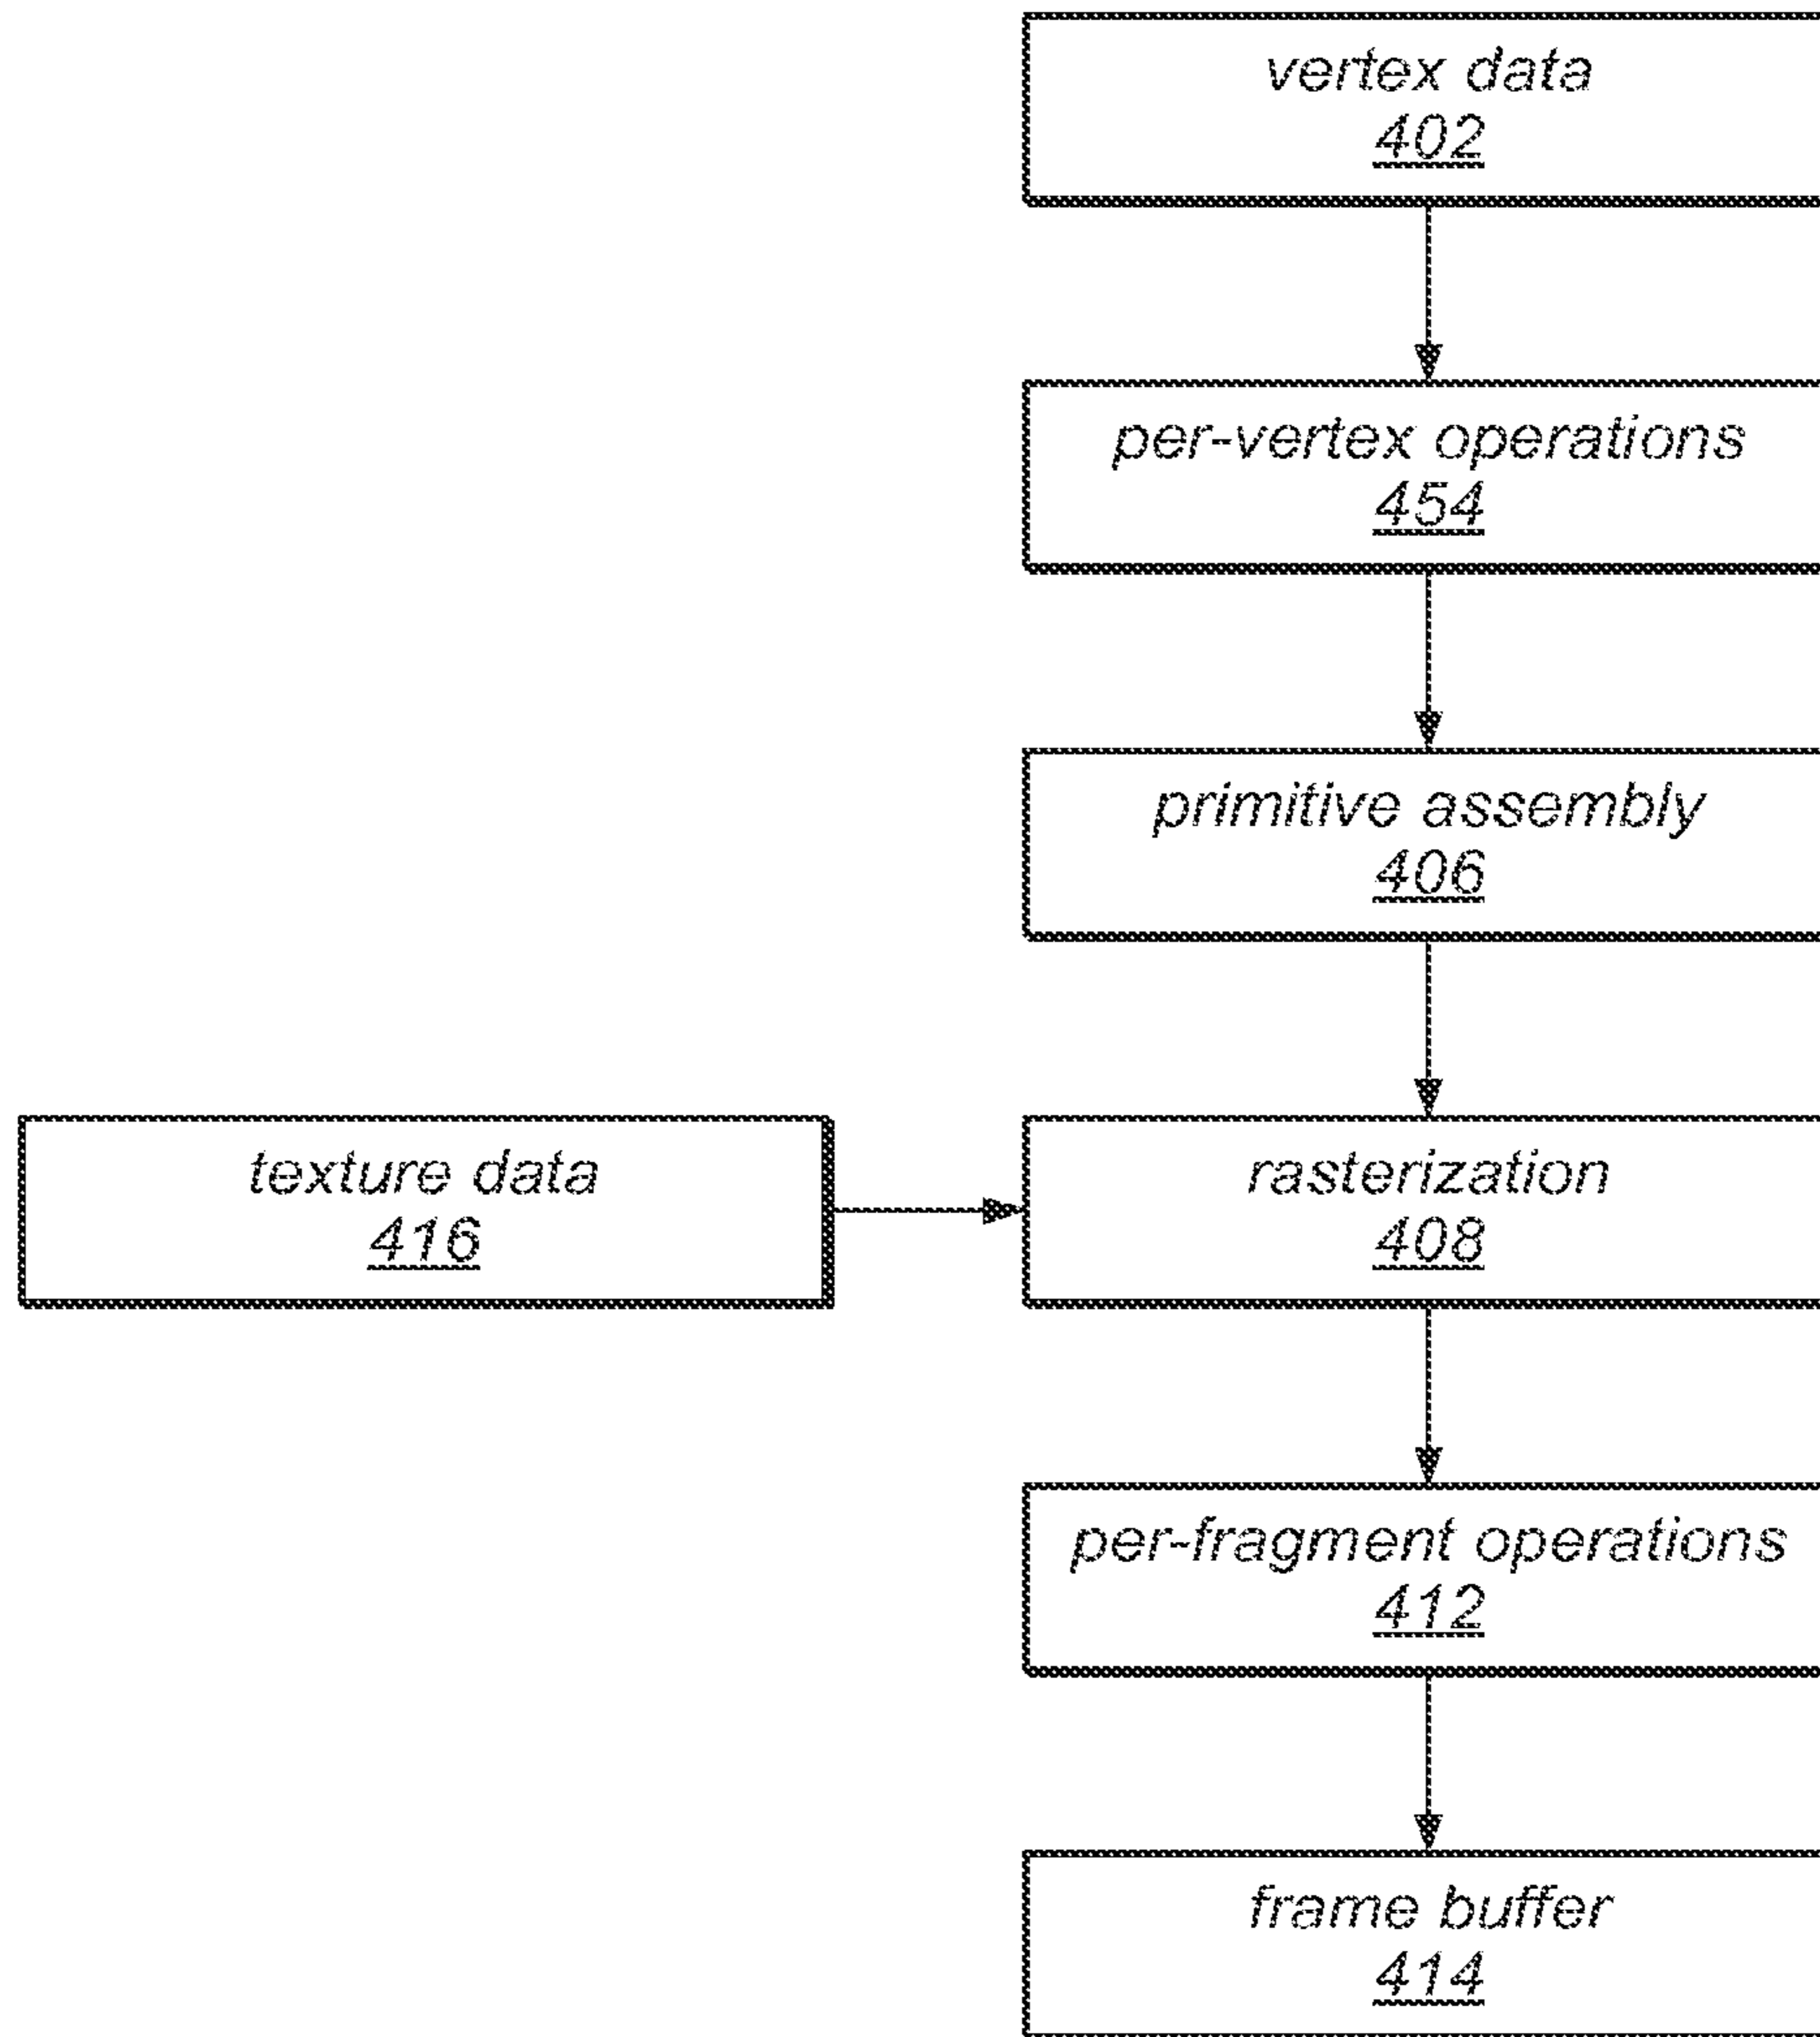 vertex data
402
per-vertex operations
454
primitive assembly
406
texture data
416
rasterization
408
per-fragment operations
412
frame buffer
414